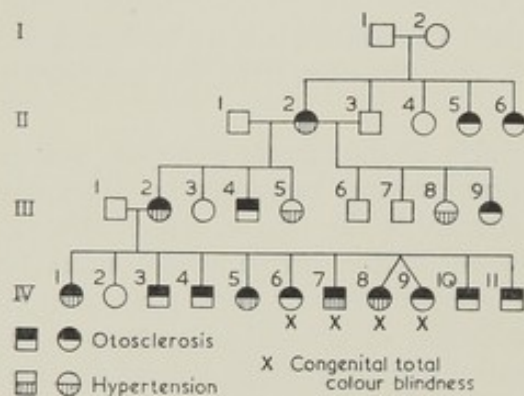 I 1 2
II 1 2 3 4 5 6
III 1 2 3 4 5 6 7 8 9
IV 1 2 3 4 5 6 7 8 9 10 11
X X X X
Otosclerosis
X Congenital total
Hypertension colour blindness